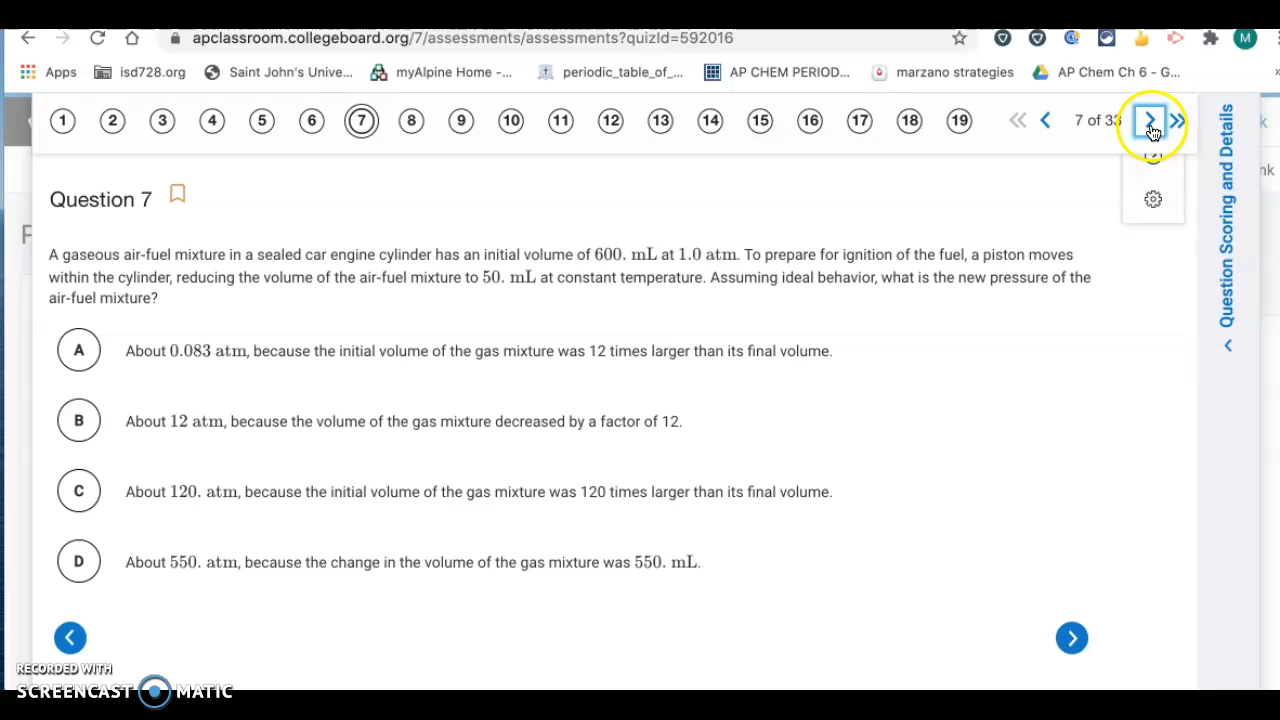 apclassroom.collegeboard.org/7/assessments/assessments?quizId=592016
M
Apps isd728.org Saint John's Unive... myAlpine Home -... periodic_table_of_... AP CHEM PERIOD... marzano strategies AP Chem Ch 6 - G... »
1 2 3 4 5 6 7 8 9 10 11 12 13 14 15 16 17 18 19 7 of 33
Question Scoring and Details
nk
Question 7
A gaseous air-fuel mixture in a sealed car engine cylinder has an initial volume of 600. mL at 1.0 atm. To prepare for ignition of the fuel, a piston moves
within the cylinder, reducing the volume of the air-fuel mixture to 50. mL at constant temperature. Assuming ideal behavior, what is the new pressure of the
air-fuel mixture?
A About 0.083 atm, because the initial volume of the gas mixture was 12 times larger than its final volume.
B About 12 atm, because the volume of the gas mixture decreased by a factor of 12.
C About 120. atm, because the initial volume of the gas mixture was 120 times larger than its final volume.
D About 550. atm, because the change in the volume of the gas mixture was 550. mL.
RECORDED WITH
SCREENCAST MATIC